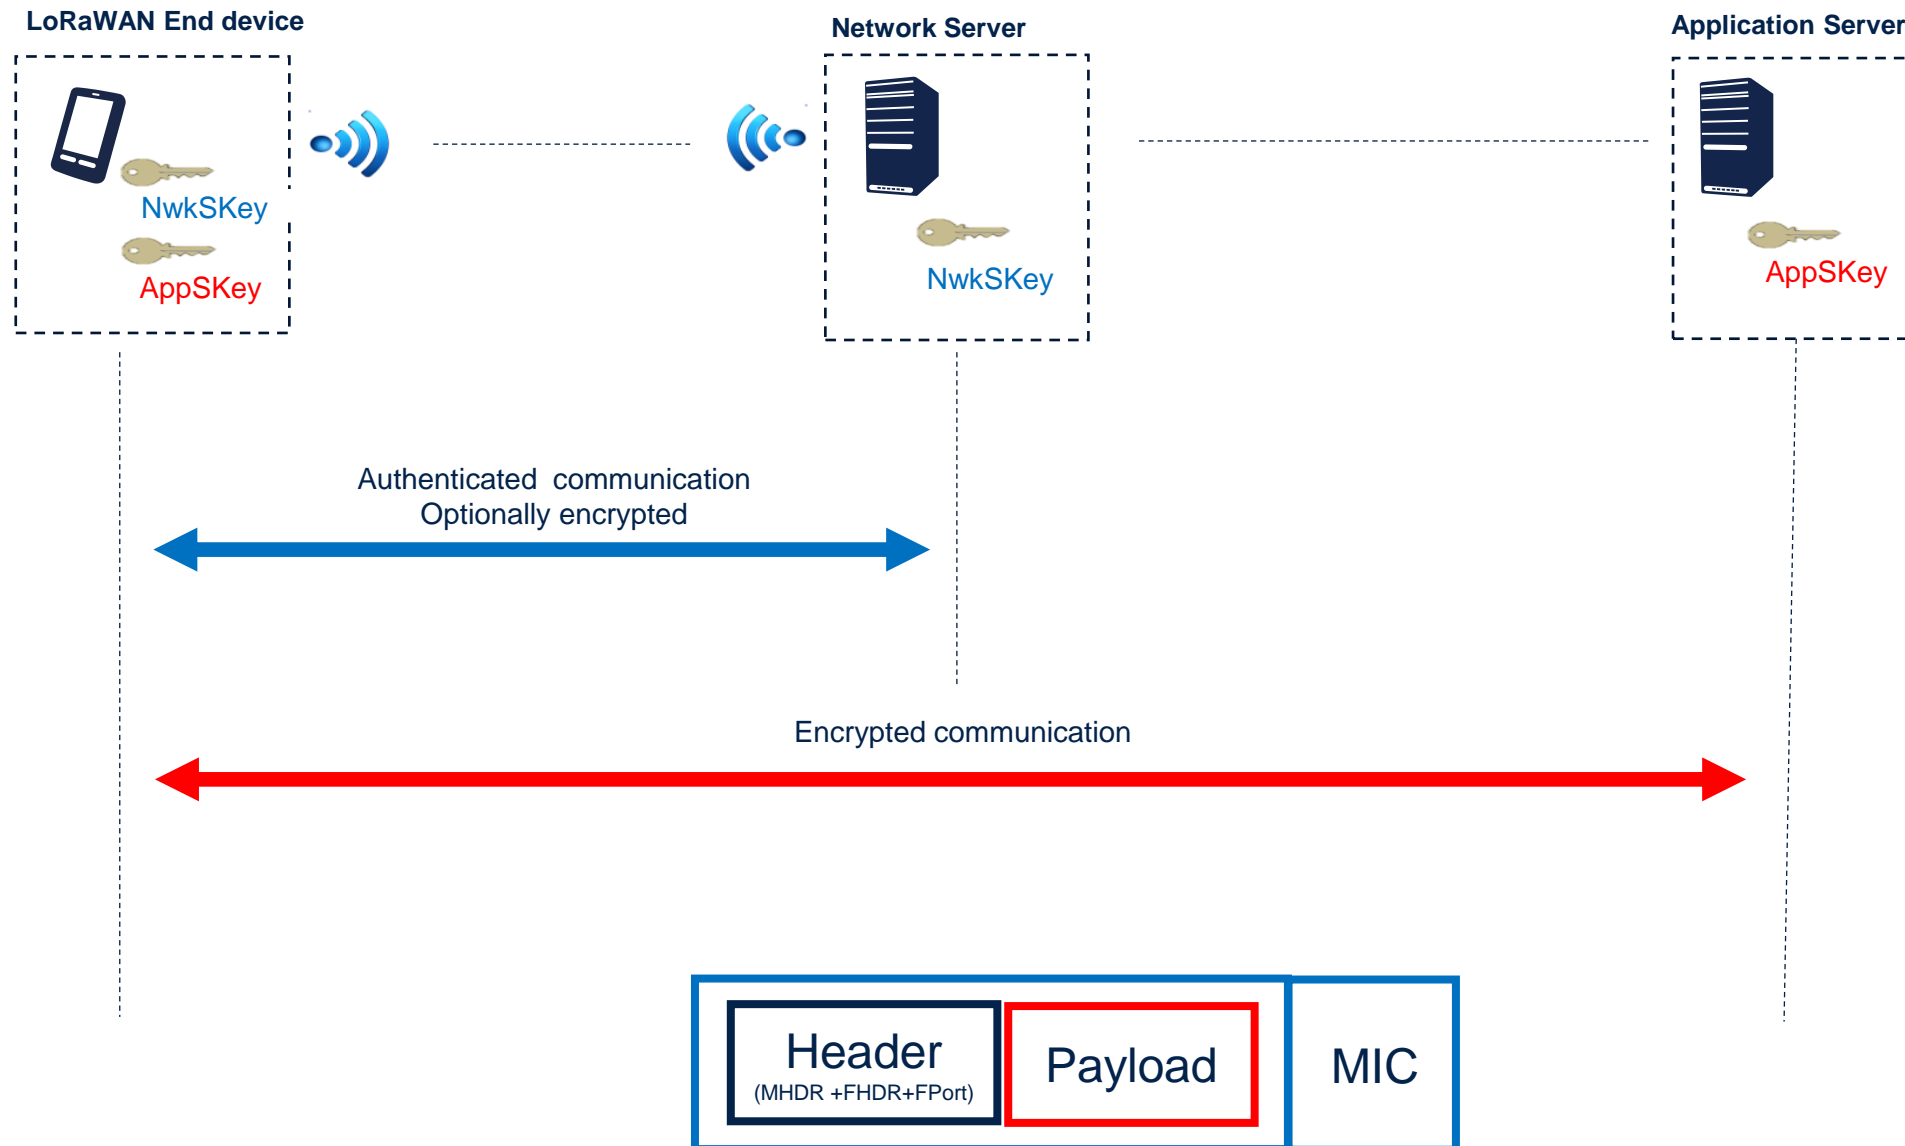 LoRaWAN End device
Network Server
Application Server
NwkSKey
AppSKey
NwkSKey
AppSKey
Authenticated communication
Optionally encrypted
Encrypted communication
Header
(MHDR +FHDR+FPort)
Payload
MIC